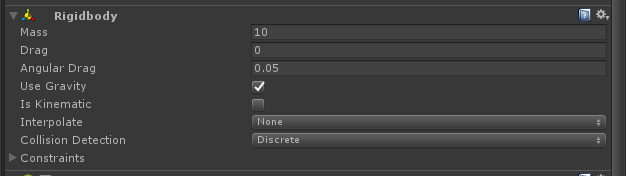 Rigidbody
Mass 10
Drag 0
Angular Drag 0.05
Use Gravity
Is Kinematic
Interpolate None
Collision Detection Discrete
Constraints